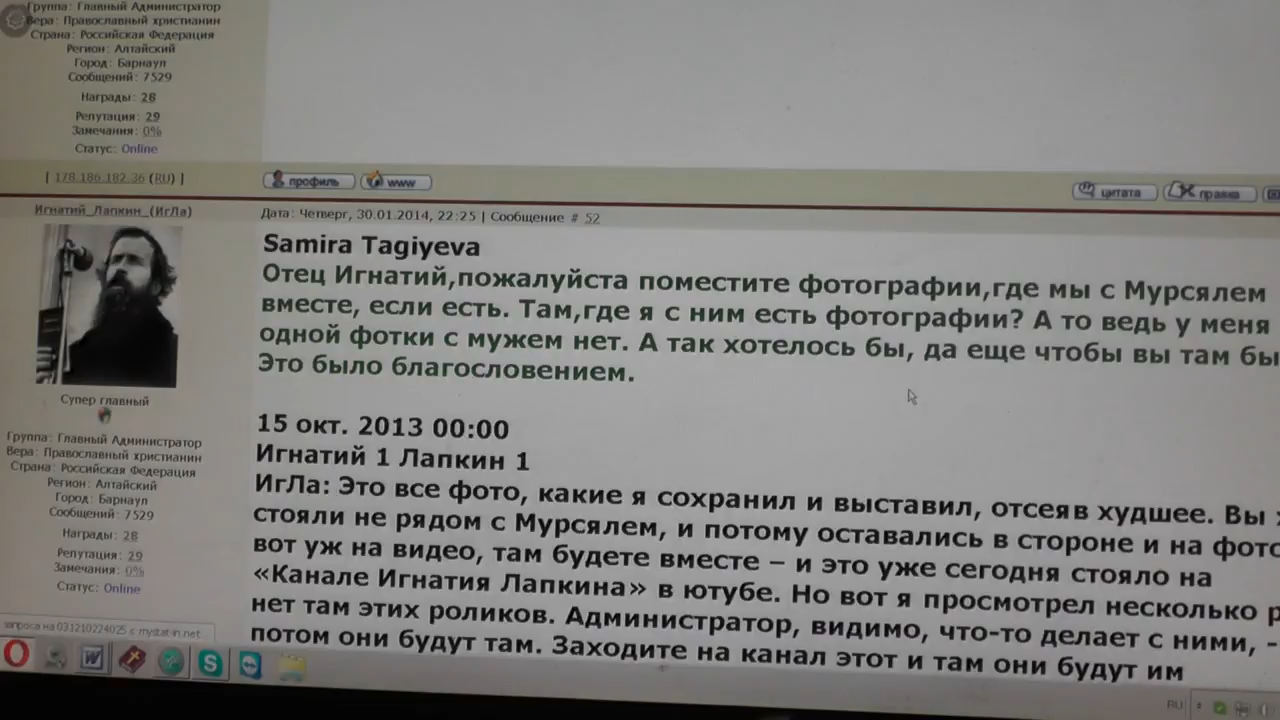 Группа: Главный Администратор
Вера: Православный христианин
Страна: Российская Федерация
Регион: Алтайский
Город: Барнаул
Сообщений: 7529
Награды: 28
Репутация: 29
Замечания: 0%
Статус: Online
[ 178.186.182.36 (RU) ]
профиль www цитата правка
Игнатий_Лапкин_(ИгЛа)
Дата: Четверг, 30.01.2014, 22:25 | Сообщение # 52
Samira Tagiyeva
Отец Игнатий,пожалуйста поместите фотографии,где мы с Мурсялем
вместе, если есть. Там,где я с ним есть фотографии? А то ведь у меня
одной фотки с мужем нет. А так хотелось бы, да еще чтобы вы там бы
Это было благословением.
15 окт. 2013 00:00
Игнатий 1 Лапкин 1
ИгЛа: Это все фото, какие я сохранил и выставил, отсеяв худшее. Вы
стояли не рядом с Мурсялем, и потому оставались в стороне и на фото
вот уж на видео, там будете вместе – и это уже сегодня стояло на
«Канале Игнатия Лапкина» в ютубе. Но вот я просмотрел несколько р
нет там этих роликов. Администратор, видимо, что-то делает с ними, -
потом они будут там. Заходите на канал этот и там они будут им
Супер главный
Группа: Главный Администратор
Вера: Православный христианин
Страна: Российская Федерация
Регион: Алтайский
Город: Барнаул
Сообщений: 7529
Награды: 28
Репутация: 29
Замечания: 0%
Статус: Online
запроса на 031210224025 с mystat-in.net
RU